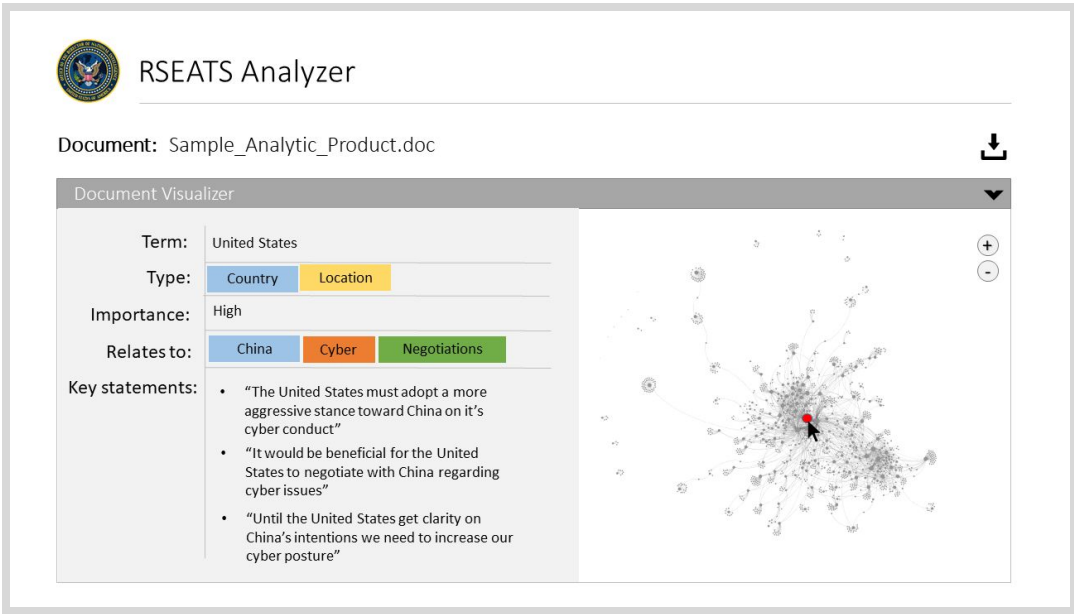 RSEATS Analyzer
Document: Sample_Analytic_Product.doc
Document Visualizer
Term: United States
Type: Country Location
Importance: High
Relates to: China Cyber Negotiations
Key statements:
• “The United States must adopt a more
aggressive stance toward China on it’s
cyber conduct”
• “It would be beneficial for the United
States to negotiate with China regarding
cyber issues”
• “Until the United States get clarity on
China’s intentions we need to increase our
cyber posture”
+
-